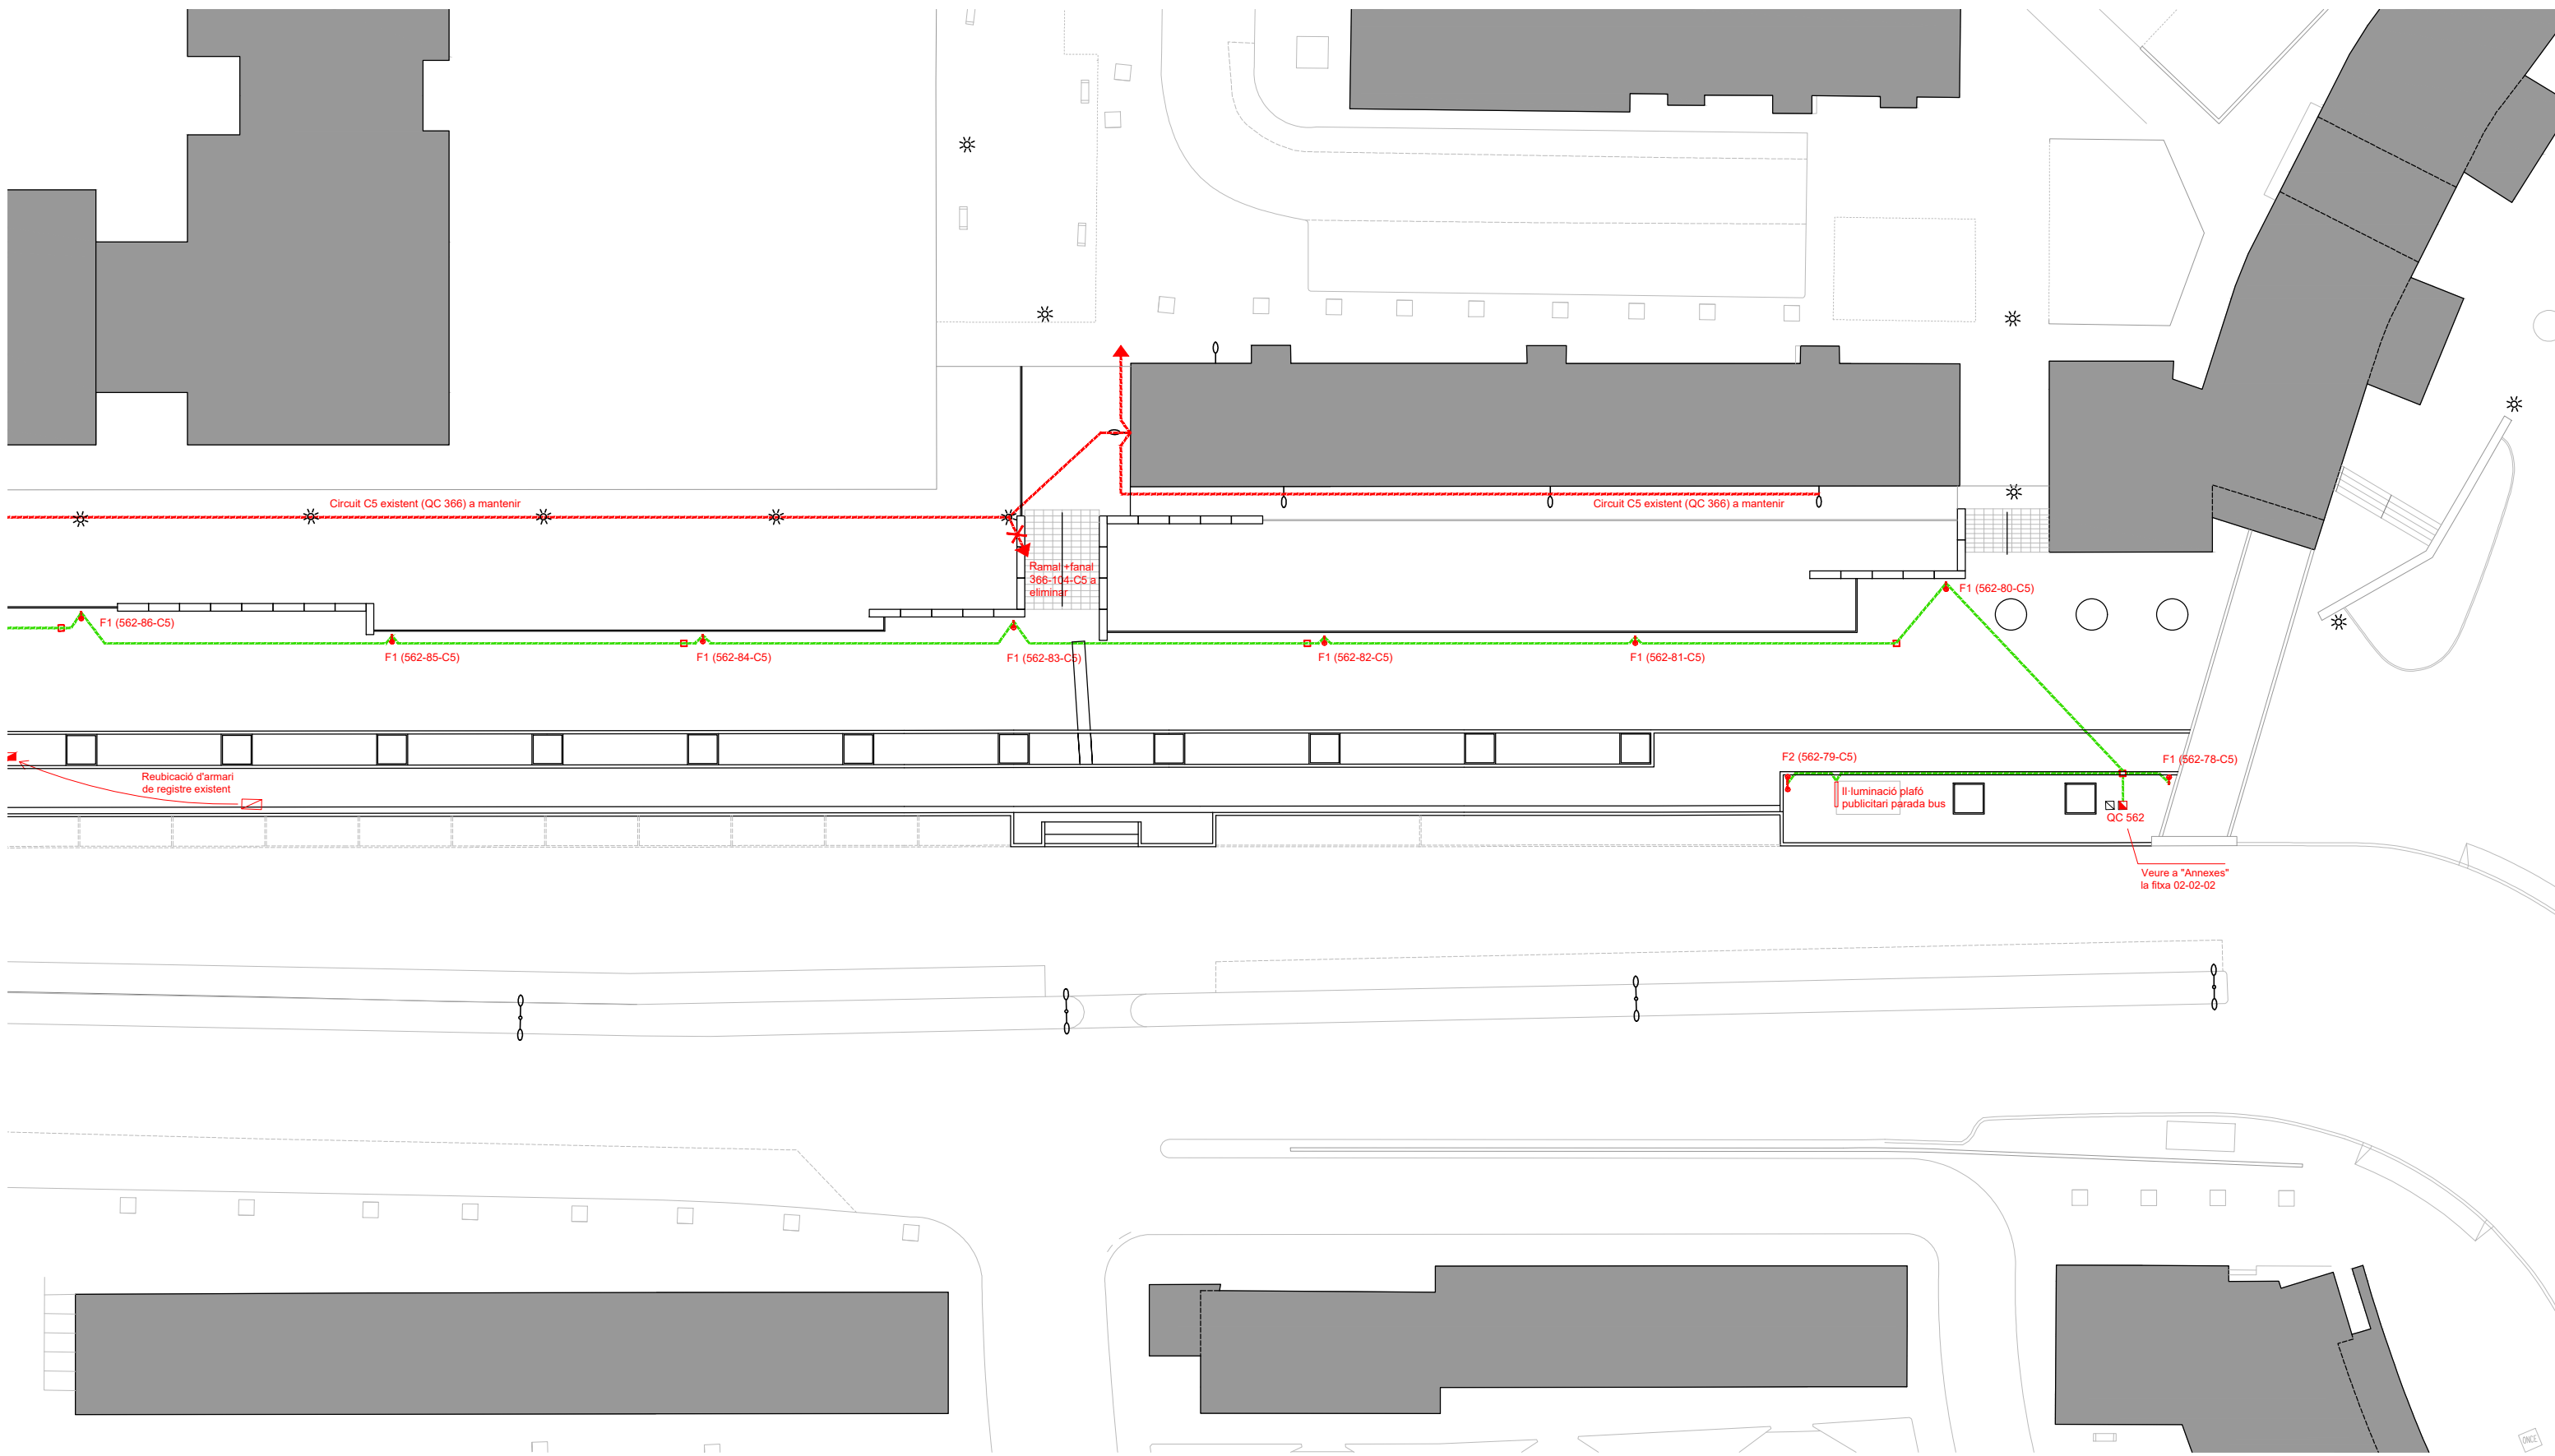 Circuit C5 existent (QC 366) a mantenir
Circuit C5 existent (QC 366) a mantenir
Ramal +fanal
366-104-C5 a
eliminar
F1 (562-80-C5)
F1 (562-86-C5)
F1 (562-85-C5)
F1 (562-84-C5)
F1 (562-83-C5)
F1 (562-82-C5)
F1 (562-81-C5)
F2 (562-79-C5)
F1 (562-78-C5)
Reubicació d'armari
de registre existent
Il·luminació plafó
publicitari parada bus
QC 562
Veure a "Annexes"
la fitxa 02-02-02
ONCE